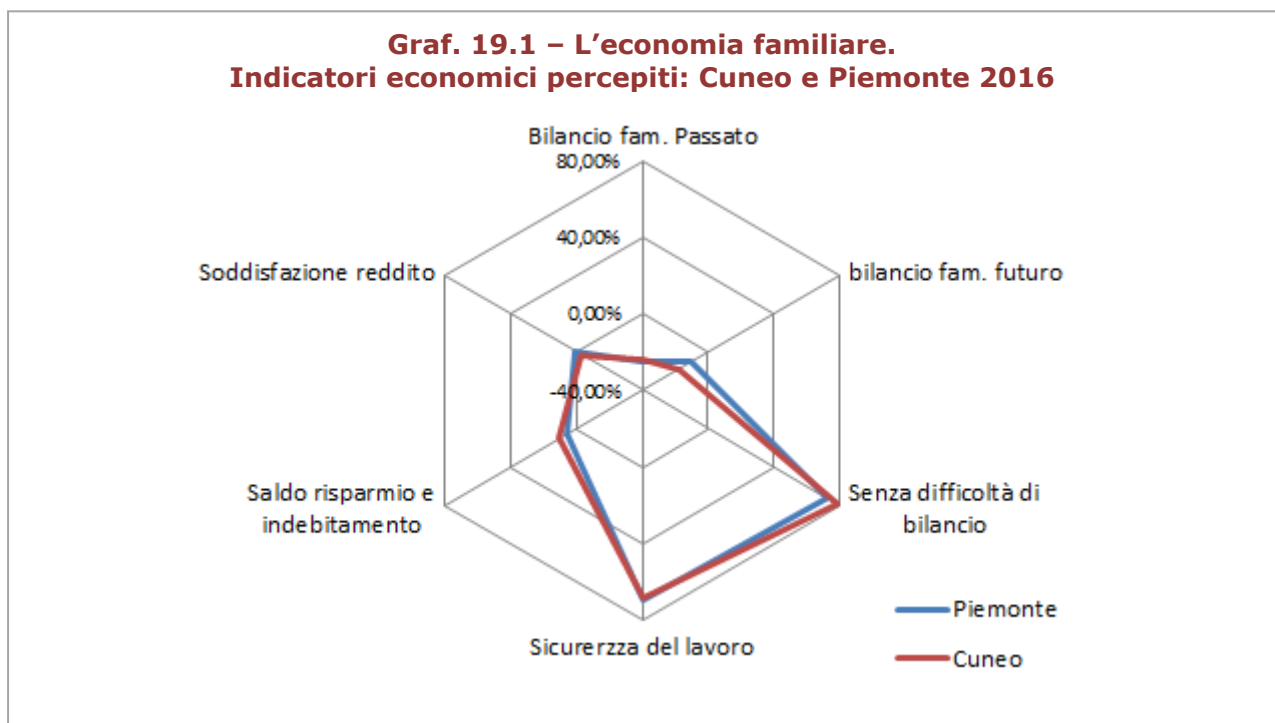 Graf. 19.1 – L’economia familiare.
Indicatori economici percepiti: Cuneo e Piemonte 2016
Bilancio fam. Passato
80,00%
40,00%
0,00%
-40,00%
Soddisfazione reddito
bilancio fam. futuro
Saldo risparmio e
indebitamento
Senza difficoltà di
bilancio
Sicurerzza del lavoro
Piemonte
Cuneo